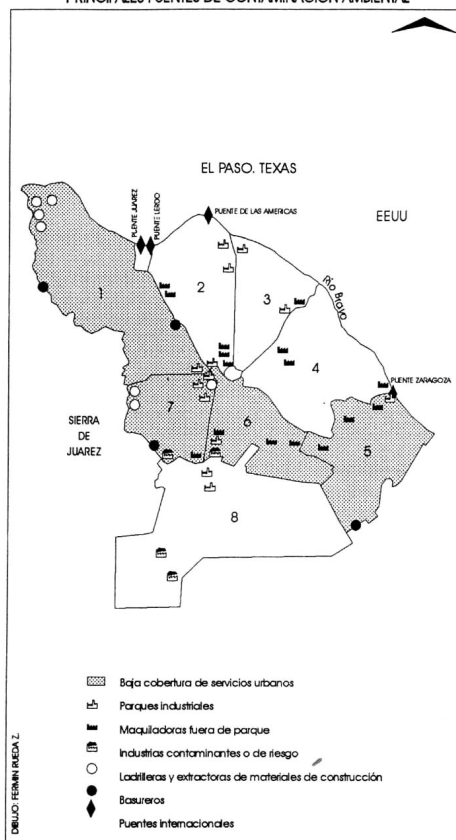 PRINCIPALES FUENTES DE CONTAMINACION AMBIENTAL
EL PASO, TEXAS
EEUU
PUENTE JUAREZ
PUENTE LERDO
PUENTE DE LAS AMERICAS
Rio Bravo
PUENTE ZARAGOZA
1
2
3
4
5
6
7
8
SIERRA
DE
JUAREZ
Baja cobertura de servicios urbanos
Parques industriales
Maquiladoras fuera de parque
Industrias contaminantes o de riesgo
Ladrilleras y extractoras de materiales de construcción
Basureros
Puentes internacionales
DIBUJO: FERMIN RUEDA Z.